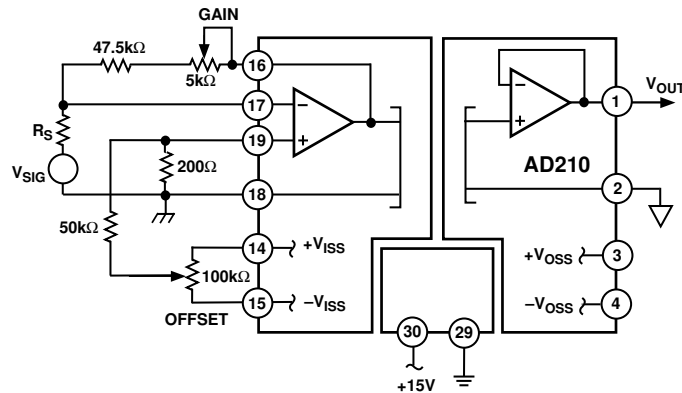 GAIN
47.5kΩ
5kΩ
16
17
19
18
14
15
RS
VSIG
200Ω
50kΩ
100kΩ
OFFSET
+VISS
–VISS
–
+
–
+
AD210
1
VOUT
2
3
+VOSS
4
–VOSS
30
29
+15V